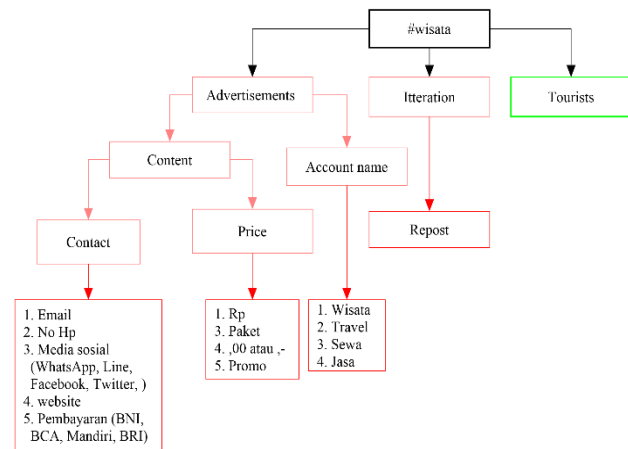 #wisata
Advertisements
Itteration
Tourists
Content
Account name
Contact
Price
Repost
1. Email
2. No Hp
3. Media sosial
(WhatsApp, Line,
Facebook, Twitter, )
4. website
5. Pembayaran (BNI,
BCA, Mandiri, BRI)
1. Rp
3. Paket
4. ,00 atau ,-
5. Promo
1. Wisata
2. Travel
3. Sewa
4. Jasa